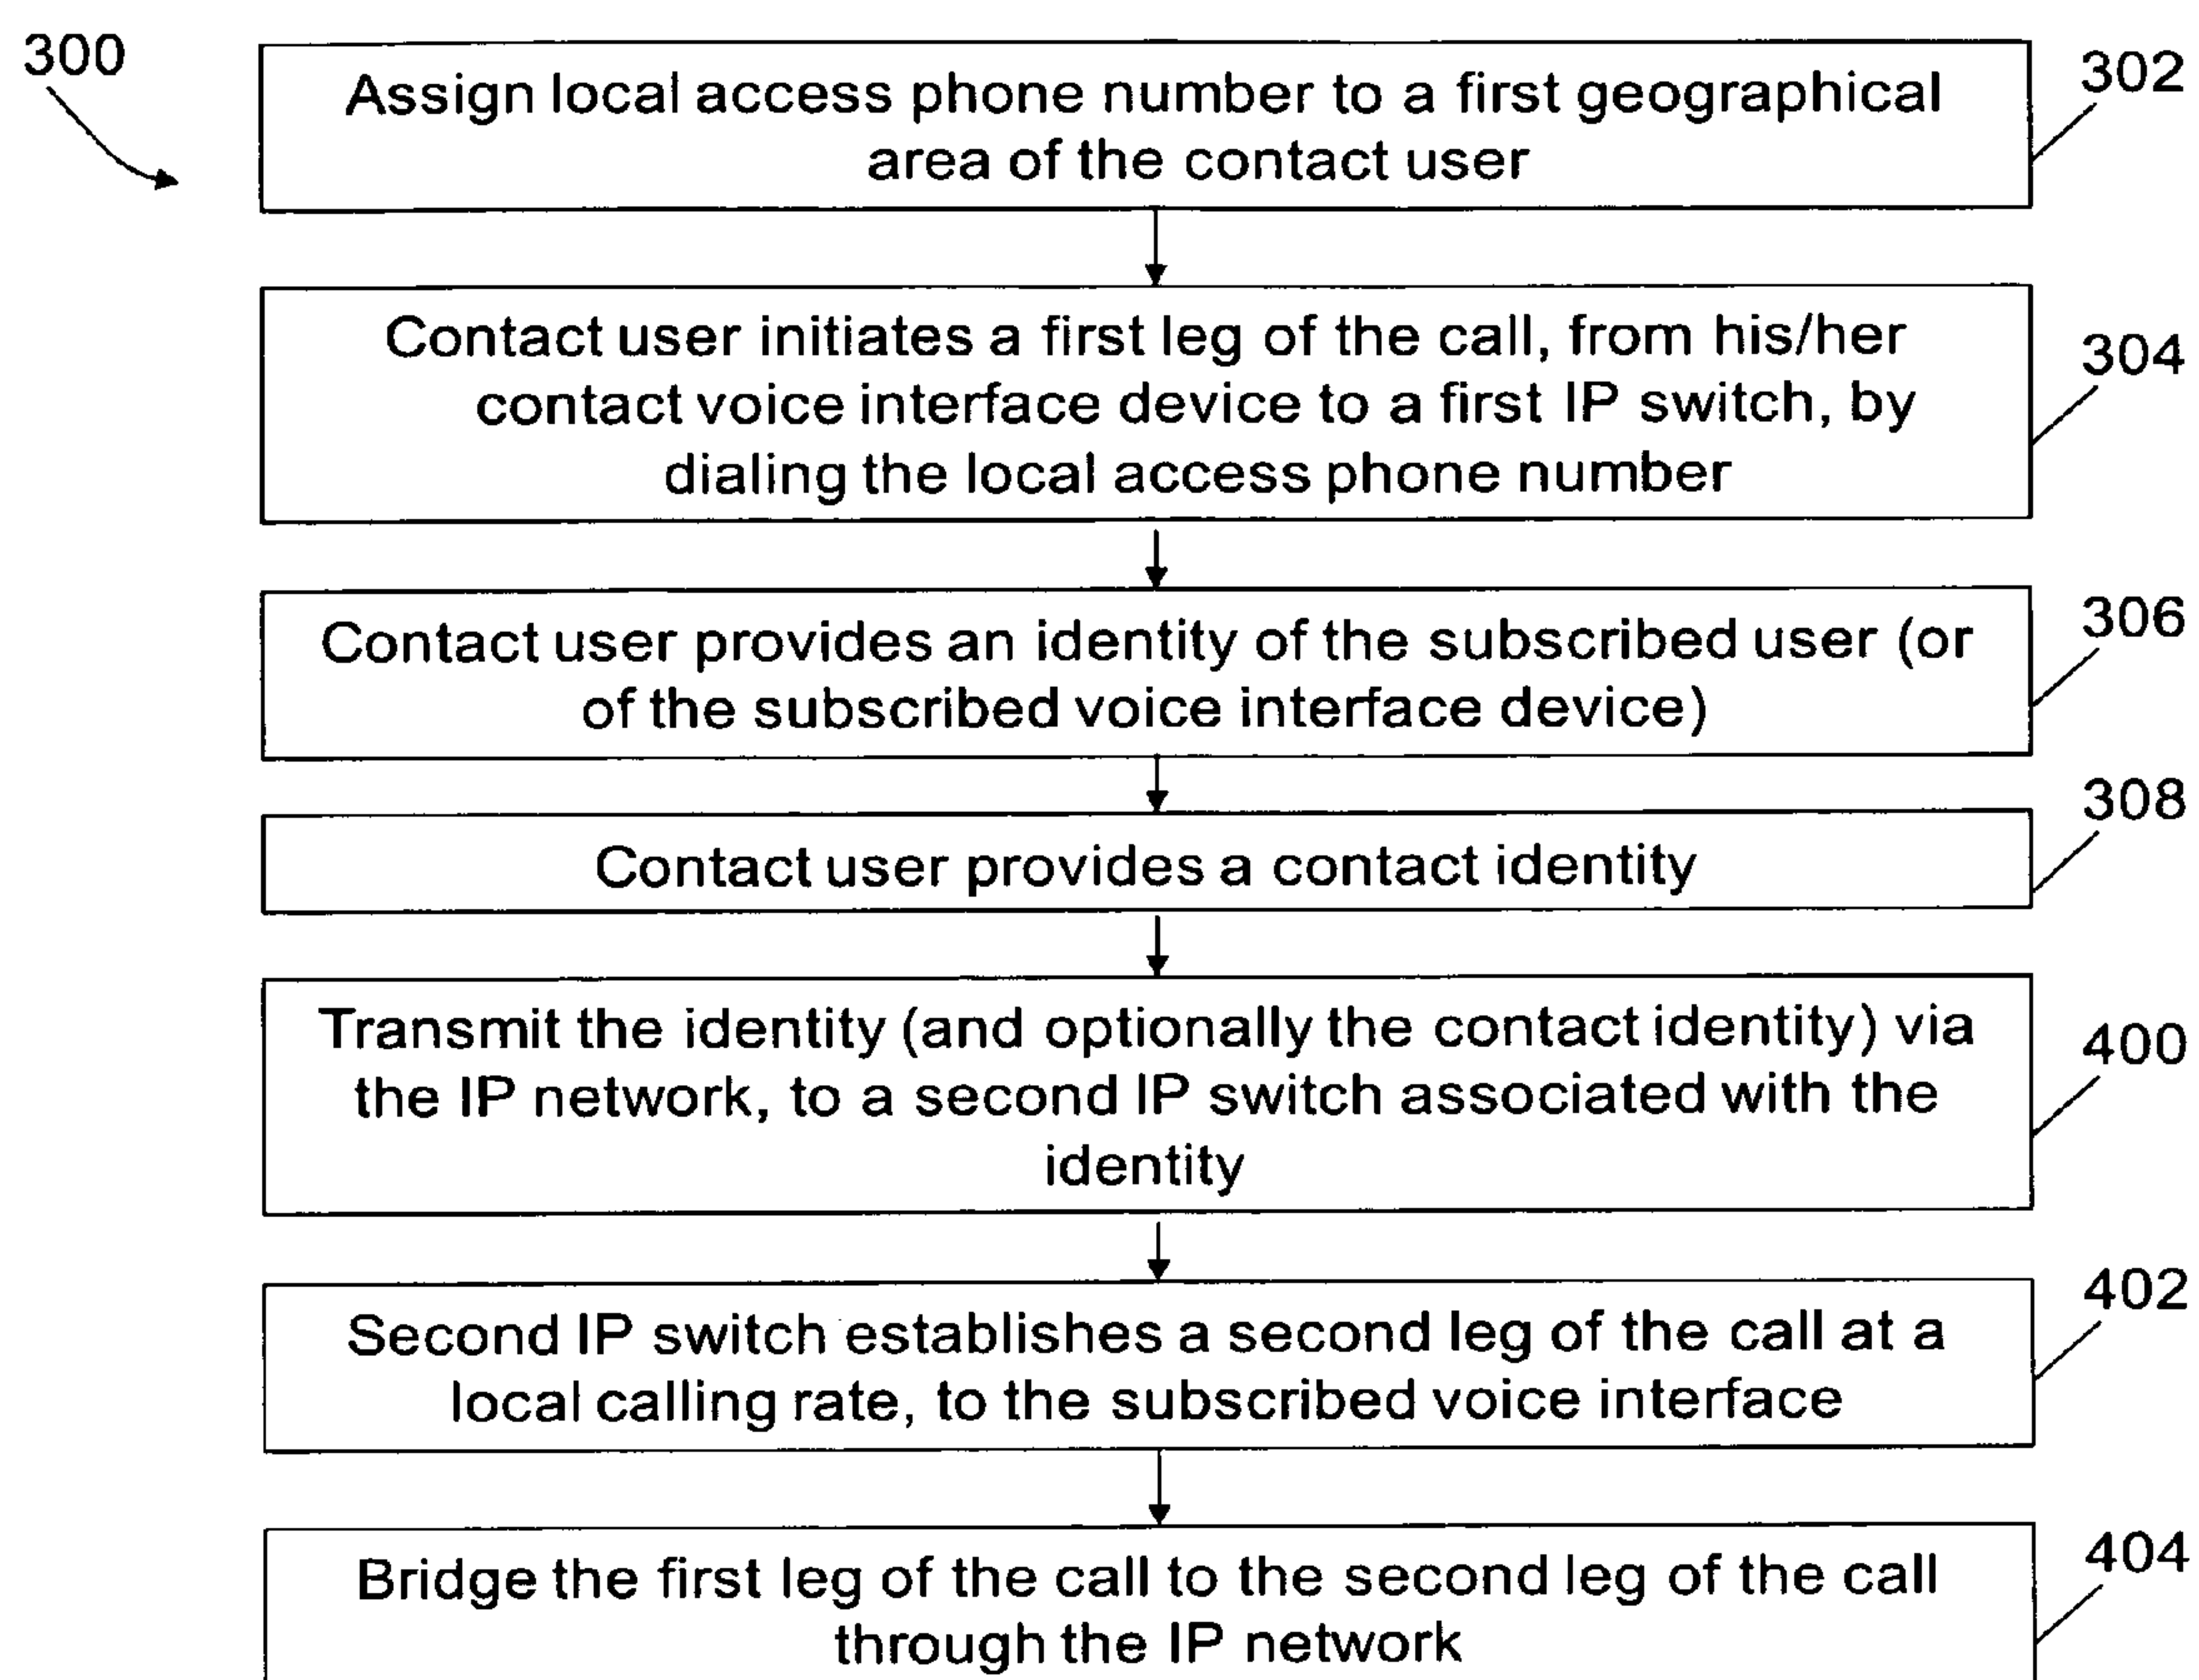 300
Assign local access phone number to a first geographical
area of the contact user
302
Contact user initiates a first leg of the call, from his/her
contact voice interface device to a first IP switch, by
dialing the local access phone number
304
Contact user provides an identity of the subscribed user (or
of the subscribed voice interface device)
306
Contact user provides a contact identity
308
Transmit the identity (and optionally the contact identity) via
the IP network, to a second IP switch associated with the
identity
400
Second IP switch establishes a second leg of the call at a
local calling rate, to the subscribed voice interface
402
Bridge the first leg of the call to the second leg of the call
through the IP network
404